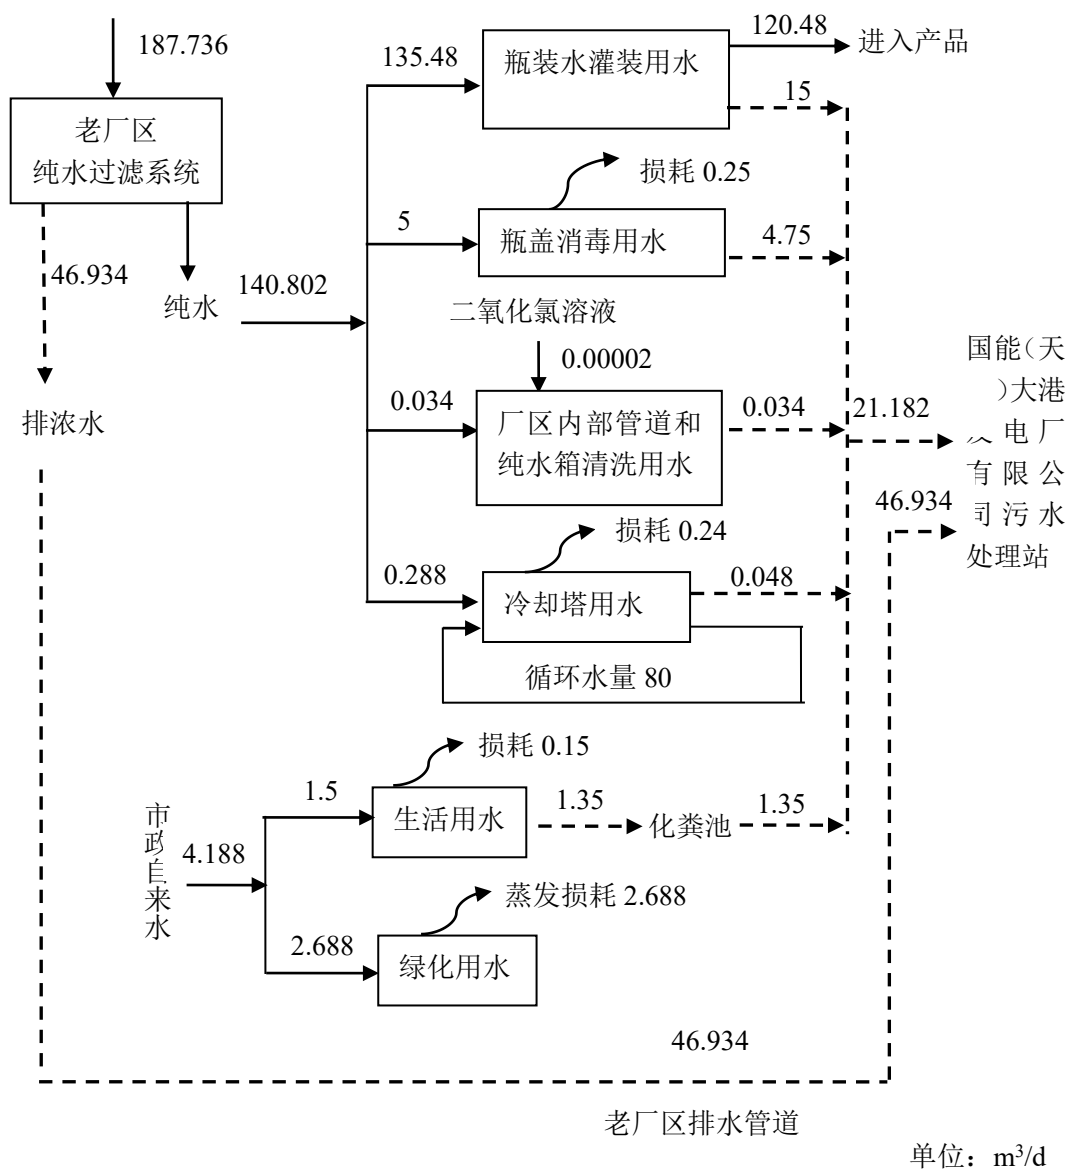 187.736
老厂区
纯水过滤系统
46.934
纯水
140.802
排浓水
135.48
瓶装水灌装用水
120.48
进入产品
15
损耗 0.25
5
瓶盖消毒用水
4.75
二氧化氯溶液
0.00002
0.034
厂区内部管道和
纯水箱清洗用水
0.034
损耗 0.24
0.288
冷却塔用水
0.048
循环水量 80
21.182
46.934
国能（天
）大港
电厂
有限公
司污水
处理站
损耗 0.15
市政自来水
4.188
1.5
生活用水
1.35
化粪池
1.35
蒸发损耗 2.688
2.688
绿化用水
46.934
老厂区排水管道
单位：m³/d